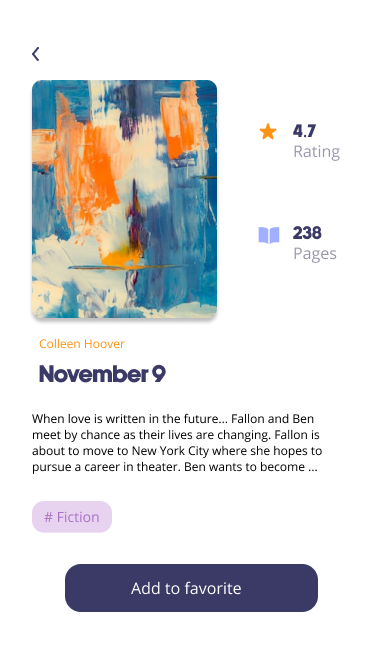 4.7
Rating
238
Pages
Colleen Hoover
November 9
When love is written in the future... Fallon and Ben
meet by chance as their lives are changing. Fallon is
about to move to New York City where she hopes to
pursue a career in theater. Ben wants to become ...
# Fiction
Add to favorite